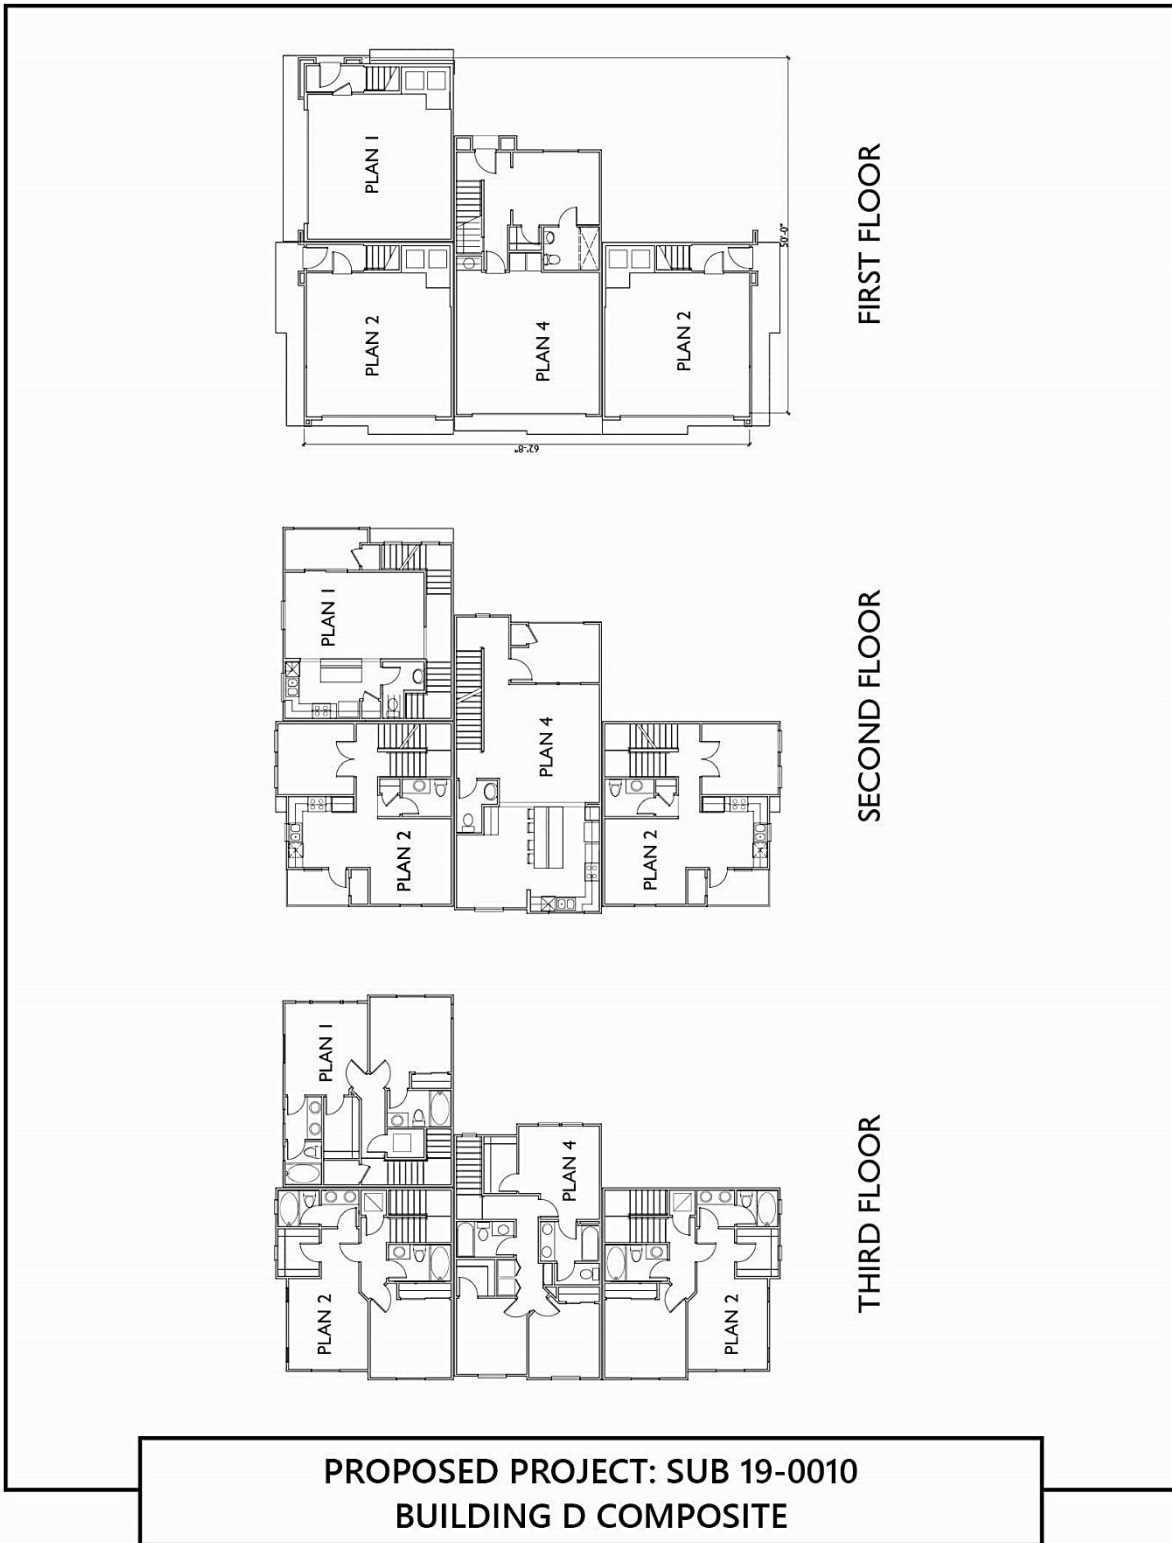 PLAN 1
PLAN 2
PLAN 4
PLAN 2
50'-0"
62'-8"
FIRST FLOOR
PLAN 1
PLAN 2
PLAN 4
PLAN 2
SECOND FLOOR
PLAN 1
PLAN 4
PLAN 2
PLAN 2
THIRD FLOOR
PROPOSED PROJECT: SUB 19-0010
BUILDING D COMPOSITE